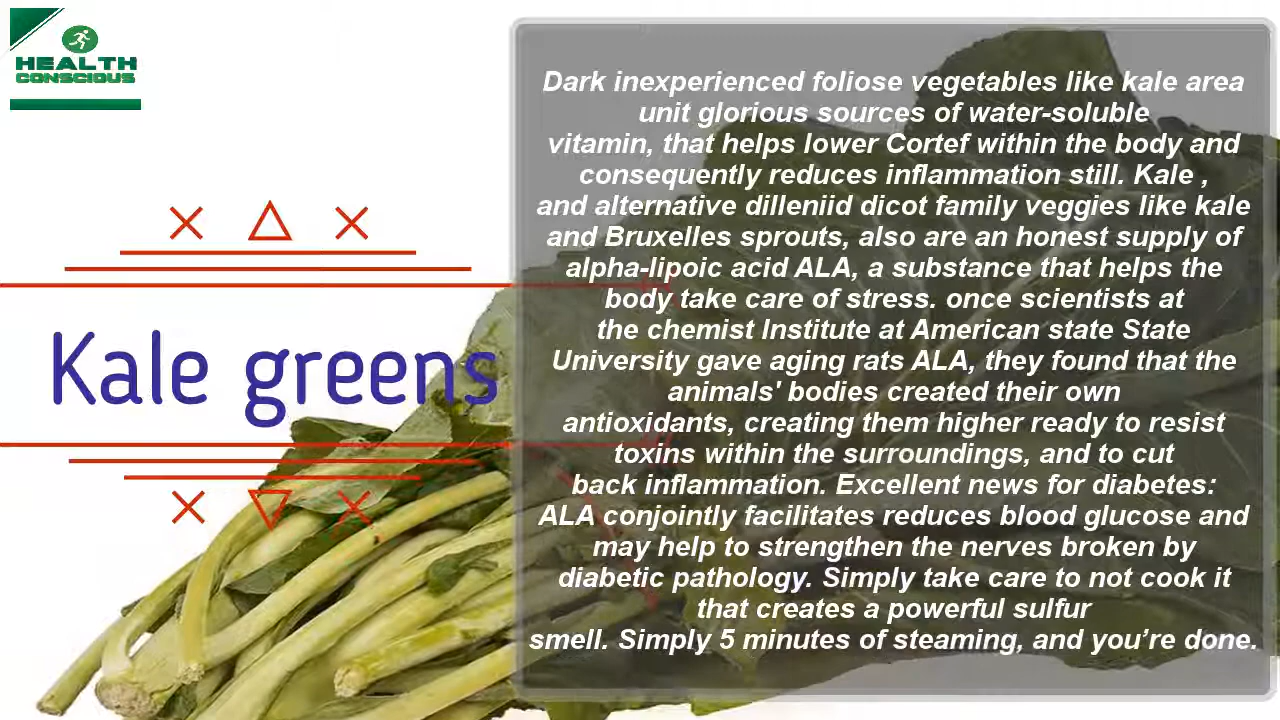 HEALTH
CONSCIOUS
Kale greens
Dark inexperienced foliose vegetables like kale area
unit glorious sources of water-soluble
vitamin, that helps lower Cortef within the body and
consequently reduces inflammation still. Kale ,
and alternative dilleniid dicot family veggies like kale
and Bruxelles sprouts, also are an honest supply of
alpha-lipoic acid ALA, a substance that helps the
body take care of stress. once scientists at
the chemist Institute at American state State
University gave aging rats ALA, they found that the
animals' bodies created their own
antioxidants, creating them higher ready to resist
toxins within the surroundings, and to cut
back inflammation. Excellent news for diabetes:
ALA conjointly facilitates reduces blood glucose and
may help to strengthen the nerves broken by
diabetic pathology. Simply take care to not cook it
that creates a powerful sulfur
smell. Simply 5 minutes of steaming, and you’re done.